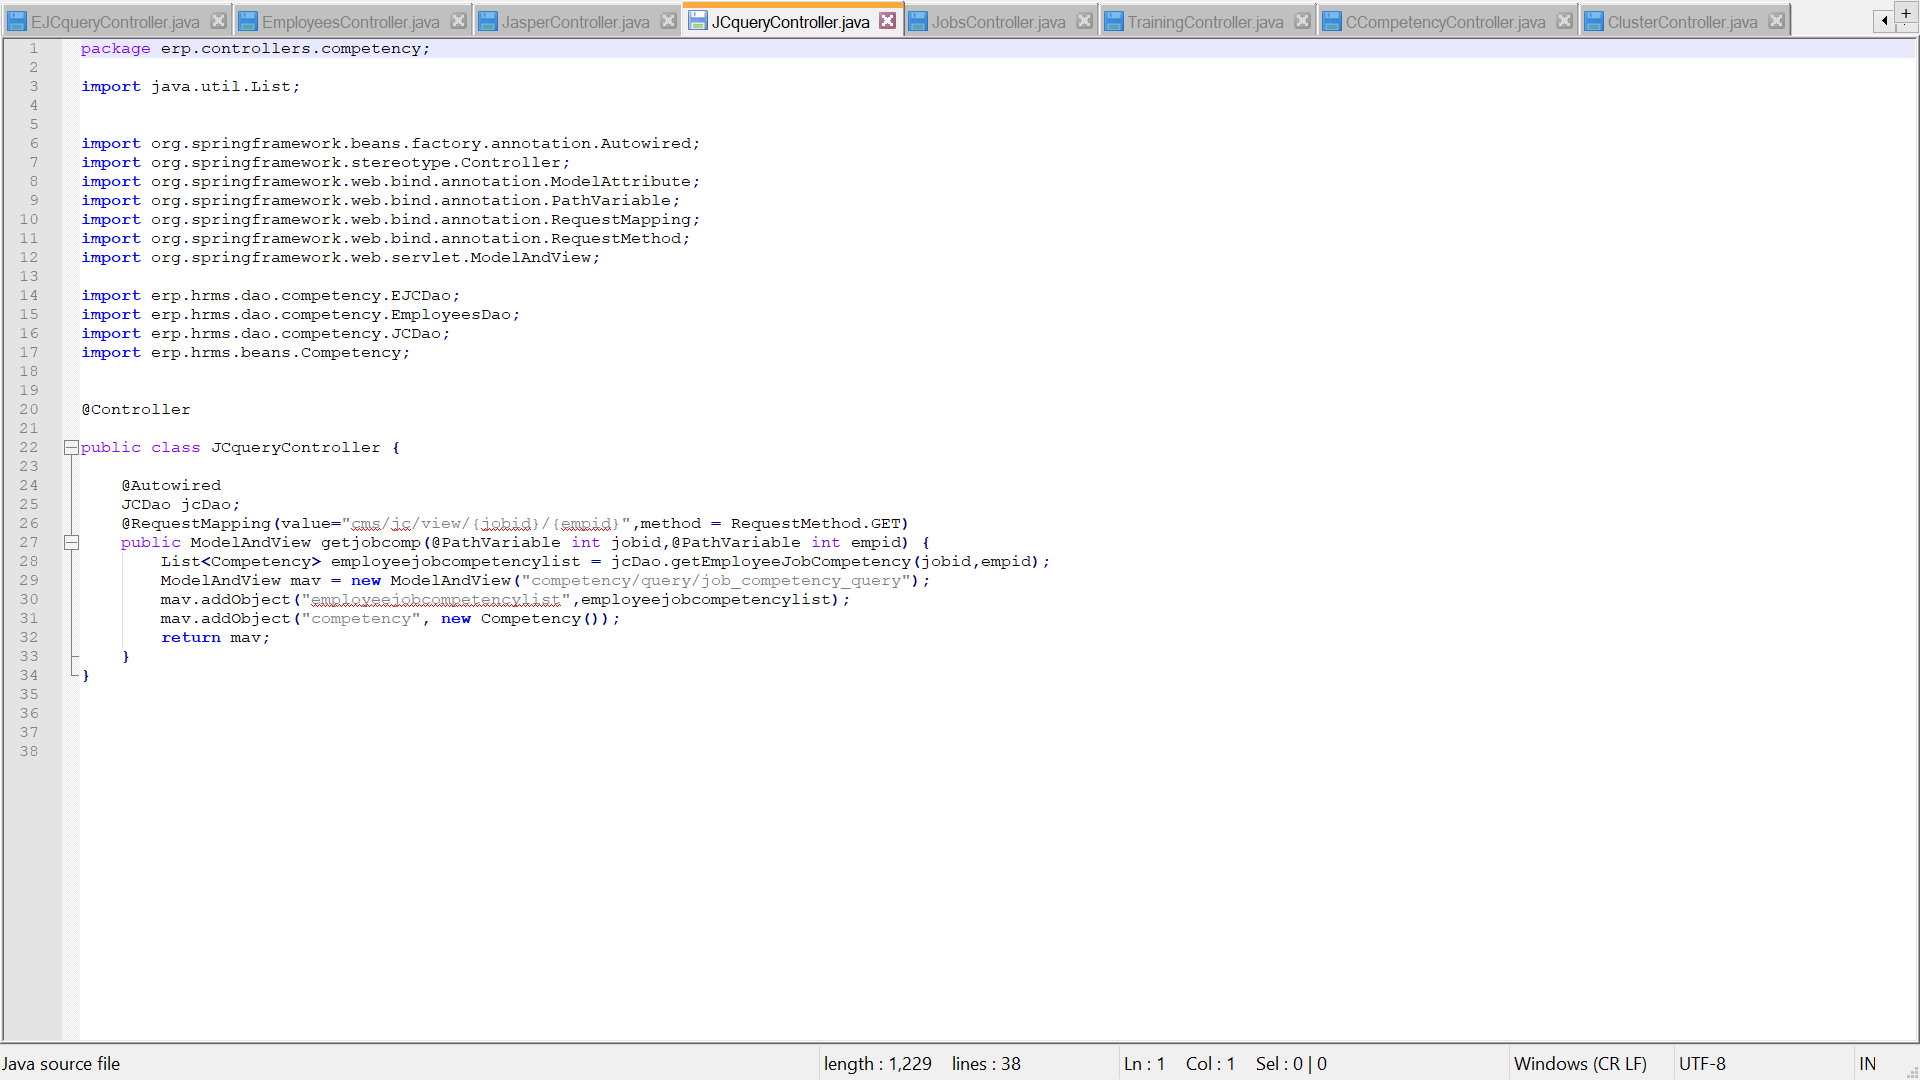 EJCqueryController.java EmployeesController.java JasperController.java JCqueryController.java JobsController.java TrainingController.java CCompetencyController.java ClusterController.java +
1 package erp.controllers.competency;
2
3 import java.util.List;
4
5
6 import org.springframework.beans.factory.annotation.Autowired;
7 import org.springframework.stereotype.Controller;
8 import org.springframework.web.bind.annotation.ModelAttribute;
9 import org.springframework.web.bind.annotation.PathVariable;
10 import org.springframework.web.bind.annotation.RequestMapping;
11 import org.springframework.web.bind.annotation.RequestMethod;
12 import org.springframework.web.servlet.ModelAndView;
13
14 import erp.hrms.dao.competency.EJCDao;
15 import erp.hrms.dao.competency.EmployeesDao;
16 import erp.hrms.dao.competency.JCDao;
17 import erp.hrms.beans.Competency;
18
19
20 @Controller
21
22 public class JCqueryController {
23
24 @Autowired
25 JCDao jcDao;
26 @RequestMapping(value="cms/jc/view/{jobid}/{empid}",method = RequestMethod.GET)
27 public ModelAndView getjobcomp(@PathVariable int jobid,@PathVariable int empid) {
28 List<Competency> employeejobcompetencylist = jcDao.getEmployeeJobCompetency(jobid,empid);
29 ModelAndView mav = new ModelAndView("competency/query/job_competency_query");
30 mav.addObject("employeejobcompetencylist",employeejobcompetencylist);
31 mav.addObject("competency", new Competency());
32 return mav;
33 }
34 }
35
36
37
38
Java source file length : 1,229 lines : 38 Ln : 1 Col : 1 Sel : 0 | 0 Windows (CR LF) UTF-8 IN